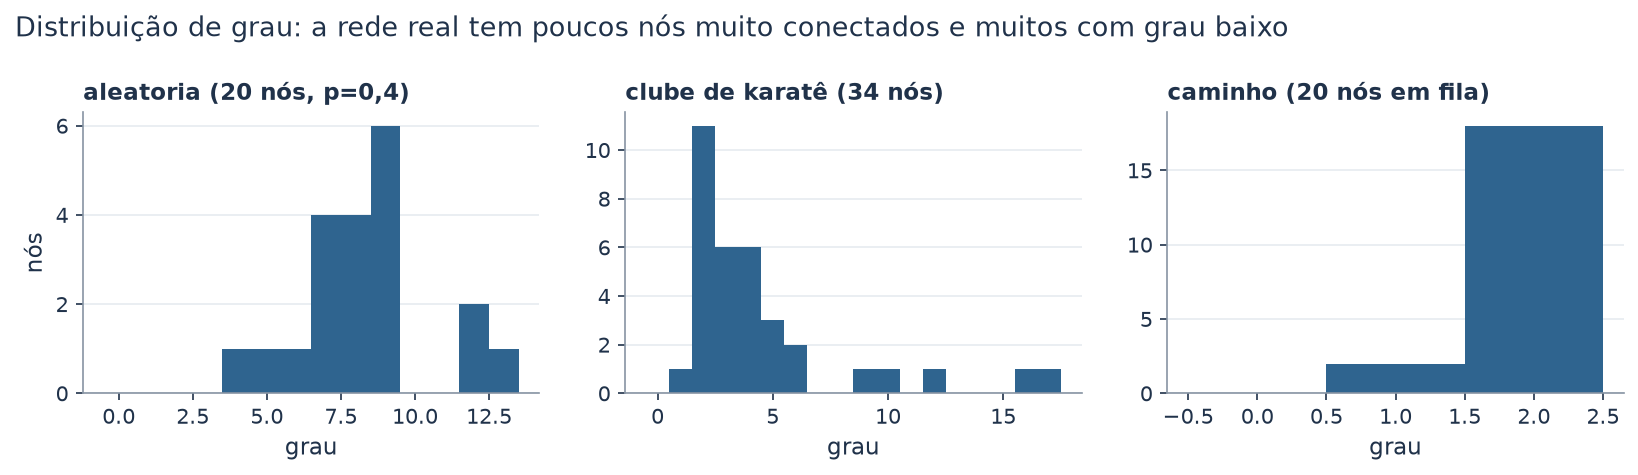 Distribuição de grau: a rede real tem poucos nós muito conectados e muitos com grau baixo
aleatoria (20 nós, p=0,4)
nós
6
4
2
0
0.0 2.5 5.0 7.5 10.0 12.5
grau
clube de karatê (34 nós)
10
8
6
4
2
0
0 5 10 15
grau
caminho (20 nós em fila)
15
10
5
0
−0.5 0.0 0.5 1.0 1.5 2.0 2.5
grau